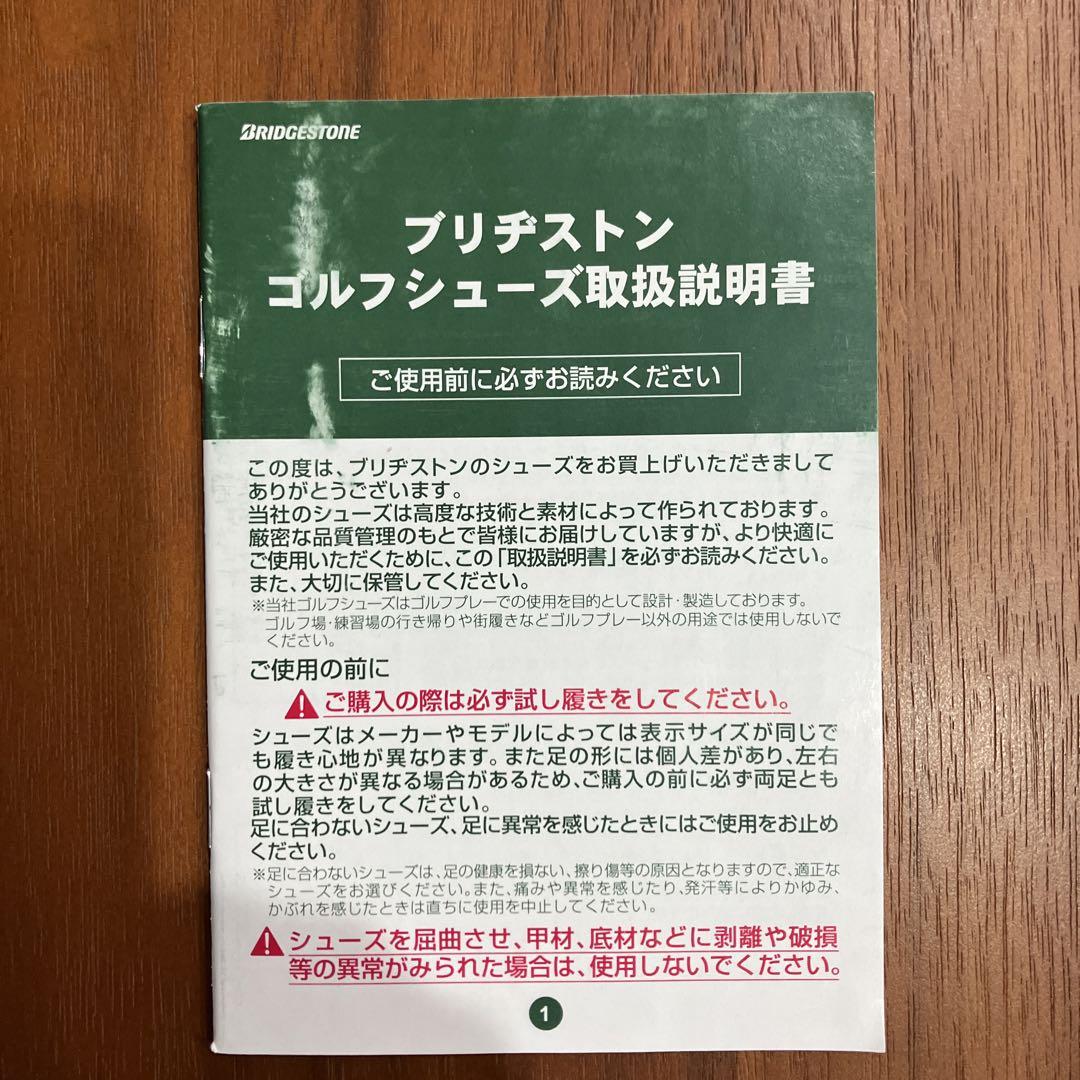 BRIDGESTONE
ブリヂストン
ゴルフシューズ取扱説明書
ご使用前に必ずお読みください
この度は、ブリヂストンのシューズをお買上げいただきまして
ありがとうございます。
当社のシューズは高度な技術と素材によって作られております。
厳密な品質管理のもとで皆様にお届けしていますが、より快適に
ご使用いただくために、この「取扱説明書」を必ずお読みください。
また、大切に保管してください。
※当社ゴルフシューズはゴルフプレーでの使用を目的として設計・製造しております。
ゴルフ場・練習場の行き帰りや街履きなどゴルフプレー以外の用途では使用しないで
ください。
ご使用の前に
ご購入の際は必ず試し履きをしてください。
シューズはメーカーやモデルによっては表示サイズが同じで
も履き心地が異なります。また足の形には個人差があり、左右
の大きさが異なる場合があるため、ご購入の前に必ず両足とも
試し履きをしてください。
足に合わないシューズ、足に異常を感じたときにはご使用をお止め
ください。
※足に合わないシューズは、足の健康を損ない、擦り傷等の原因となりますので、適正な
シューズをお選びください。また、痛みや異常を感じたり、発汗等によりかゆみ、
かぶれを感じたときは直ちに使用を中止してください。
シューズを屈曲させ、甲材、底材などに剥離や破損
等の異常がみられた場合は、使用しないでください。
1